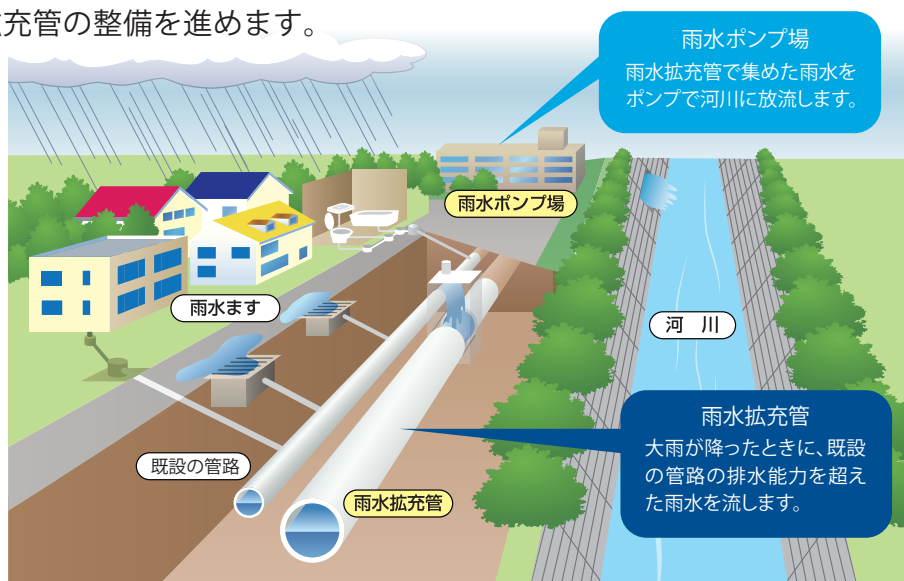 充管の整備を進めます。
雨水ポンプ場
雨水拡充管で集めた雨水を
ポンプで河川に放流します。
雨水ポンプ場
雨水ます
河 川
雨水拡充管
大雨が降ったときに、既設
の管路の排水能力を超え
た雨水を流します。
既設の管路
雨水拡充管